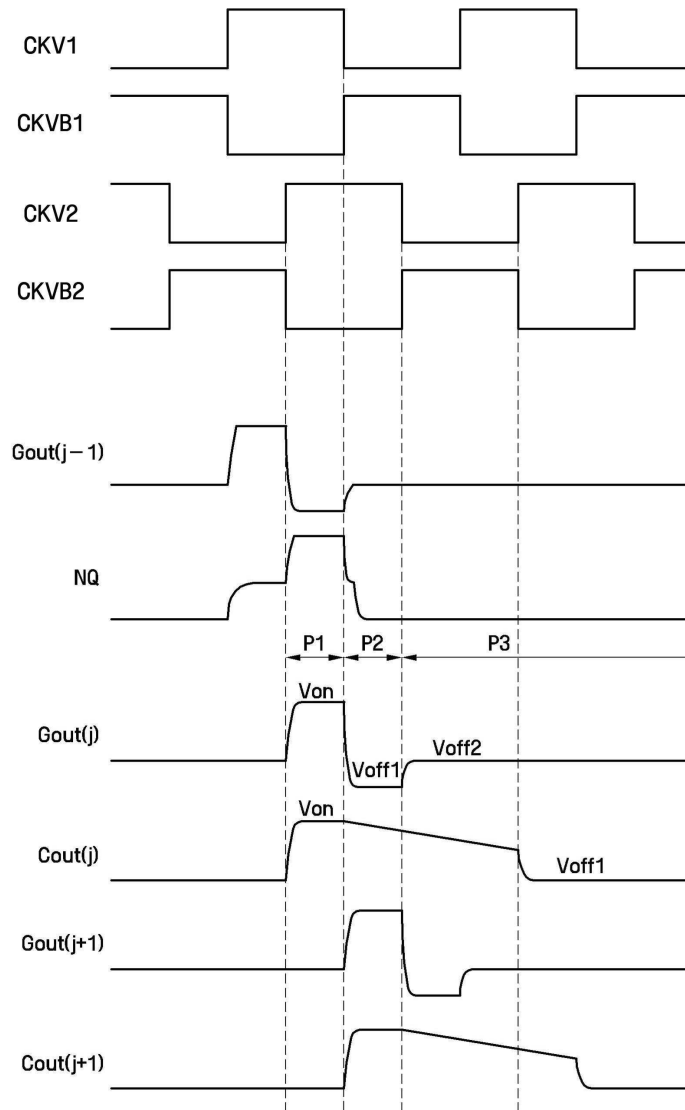 CKV1
CKVB1
CKV2
CKVB2
Gout(j−1)
NQ
P1 P2 P3
Von
Gout(j)
Voff1
Voff2
Von
Cout(j)
Voff1
Gout(j+1)
Cout(j+1)